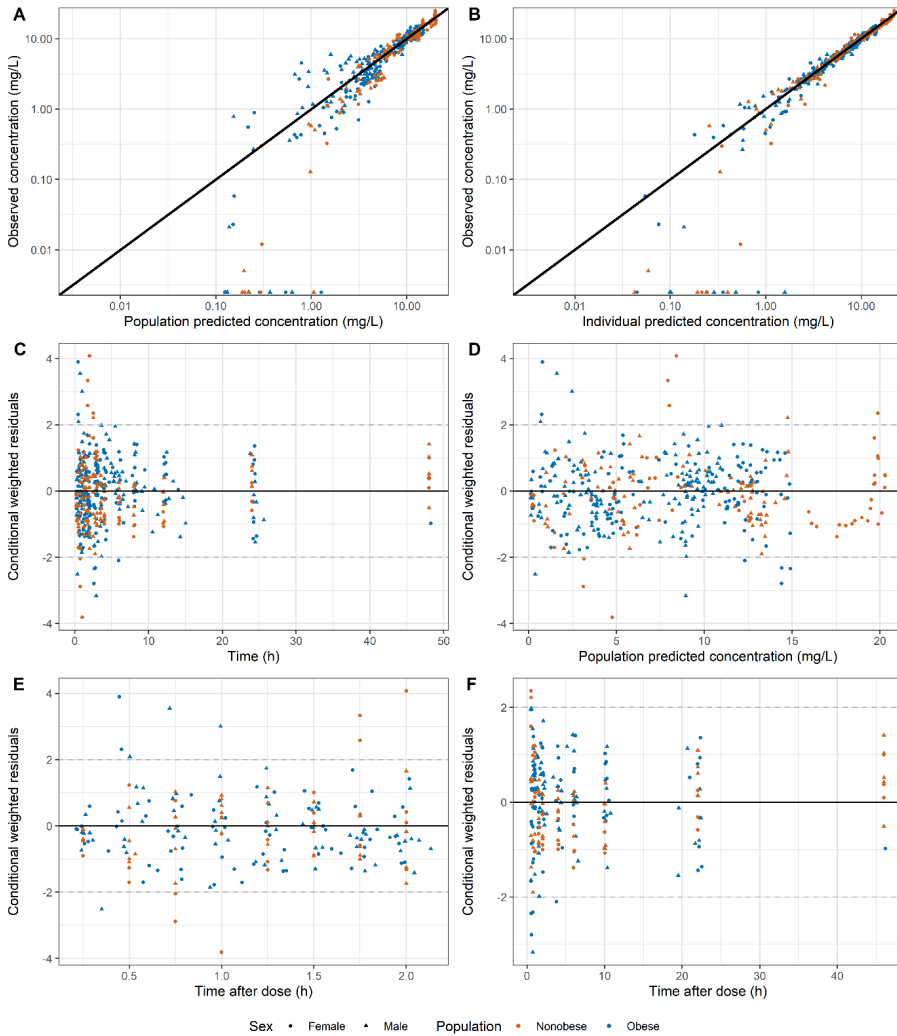 A
B
10.00
1.00
0.10
0.01
Observed concentration (mg/L)
0.01
0.10
1.00
10.00
Population predicted concentration (mg/L)
10.00
1.00
0.10
0.01
Observed concentration (mg/L)
0.01
0.10
1.00
10.00
Individual predicted concentration (mg/L)
C
D
4
2
0
-2
-4
Conditional weighted residuals
0
10
20
30
40
50
Time (h)
4
2
0
-2
-4
Conditional weighted residuals
0
5
10
15
20
Population predicted concentration (mg/L)
E
F
4
2
0
-2
-4
Conditional weighted residuals
0.5
1.0
1.5
2.0
Time after dose (h)
2
0
-2
Conditional weighted residuals
0
10
20
30
40
Time after dose (h)
Sex Female Male Population Nonobese Obese